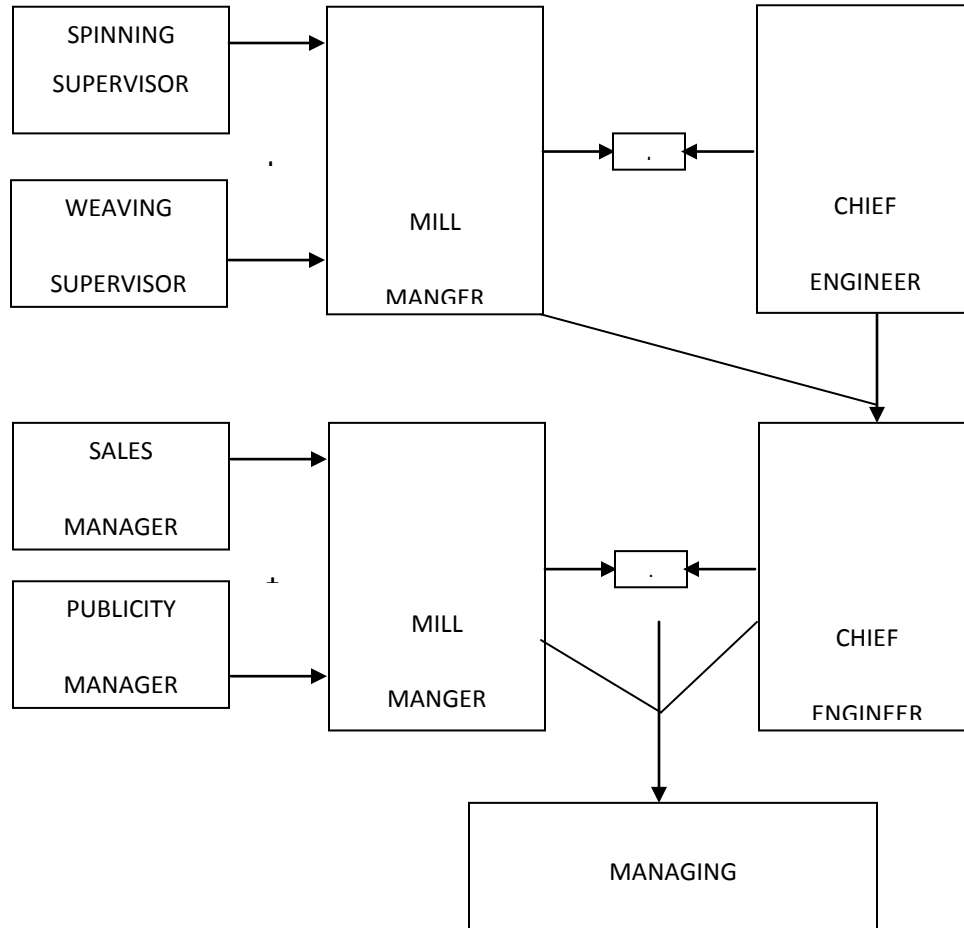 SPINNING
SUPERVISOR
WEAVING
SUPERVISOR
MILL
MANGER
CHIEF
ENGINEER
SALES
MANAGER
PUBLICITY
MANAGER
MILL
MANGER
CHIEF
ENGINEER
MANAGING